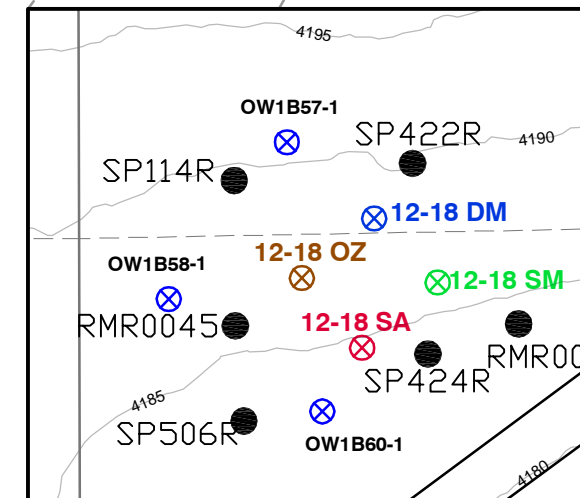 4195
OW1B57-1
SP422R
4190
SP114R
12-18 DM
12-18 OZ
OW1B58-1
12-18 SM
RMR0045
12-18 SA
RMR00
SP424R
4185
SP506R
OW1B60-1
4180